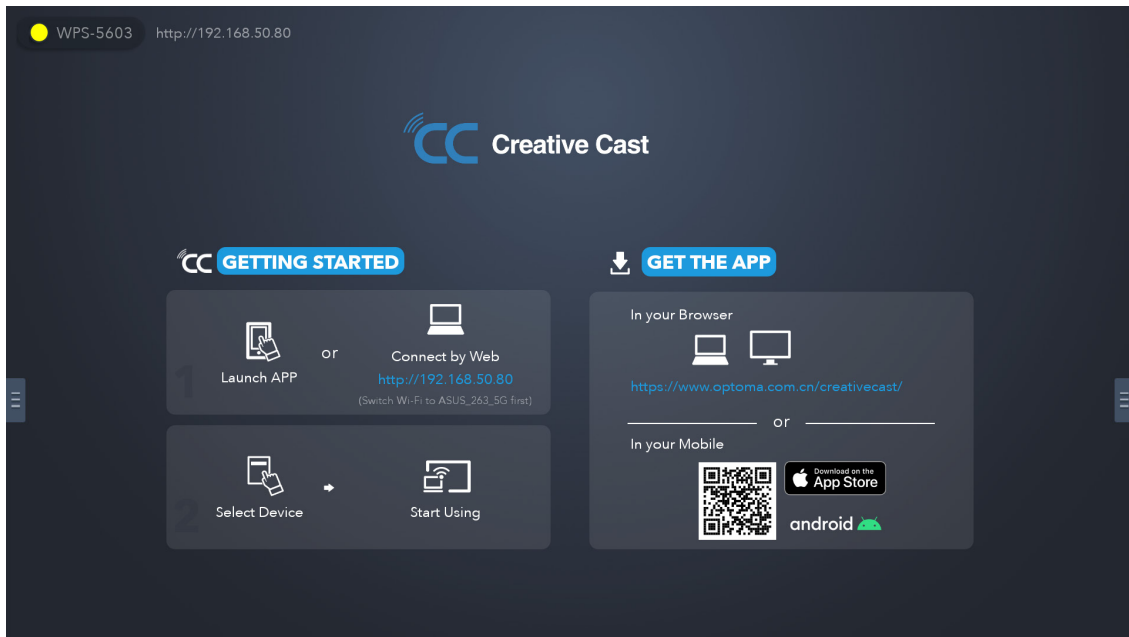 WPS-5603 http://192.168.50.80
CC Creative Cast
CC GETTING STARTED
1
Launch APP
or
Connect by Web
http://192.168.50.80
(Switch Wi-Fi to ASUS_263_5G first)
2
Select Device
Start Using
GET THE APP
In your Browser
https://www.optoma.com.cn/creativecast/
or
In your Mobile
Download on the
App Store
android